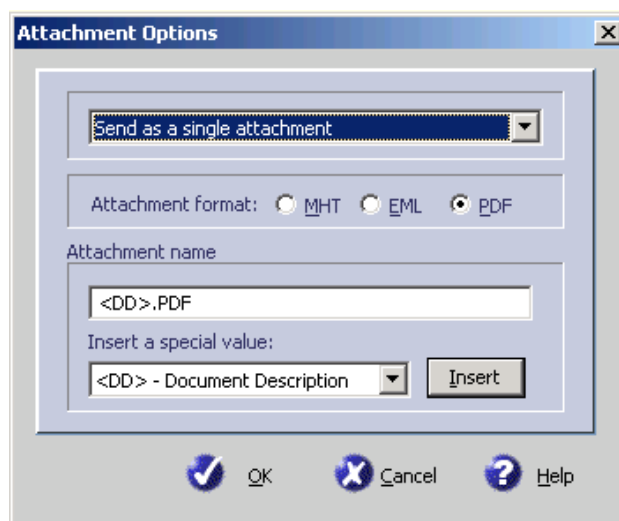 Attachment Options
Send as a single attachment
Attachment format: MHT EML PDF
Attachment name
<DD>.PDF
Insert a special value:
<DD> - Document Description Insert
OK Cancel Help